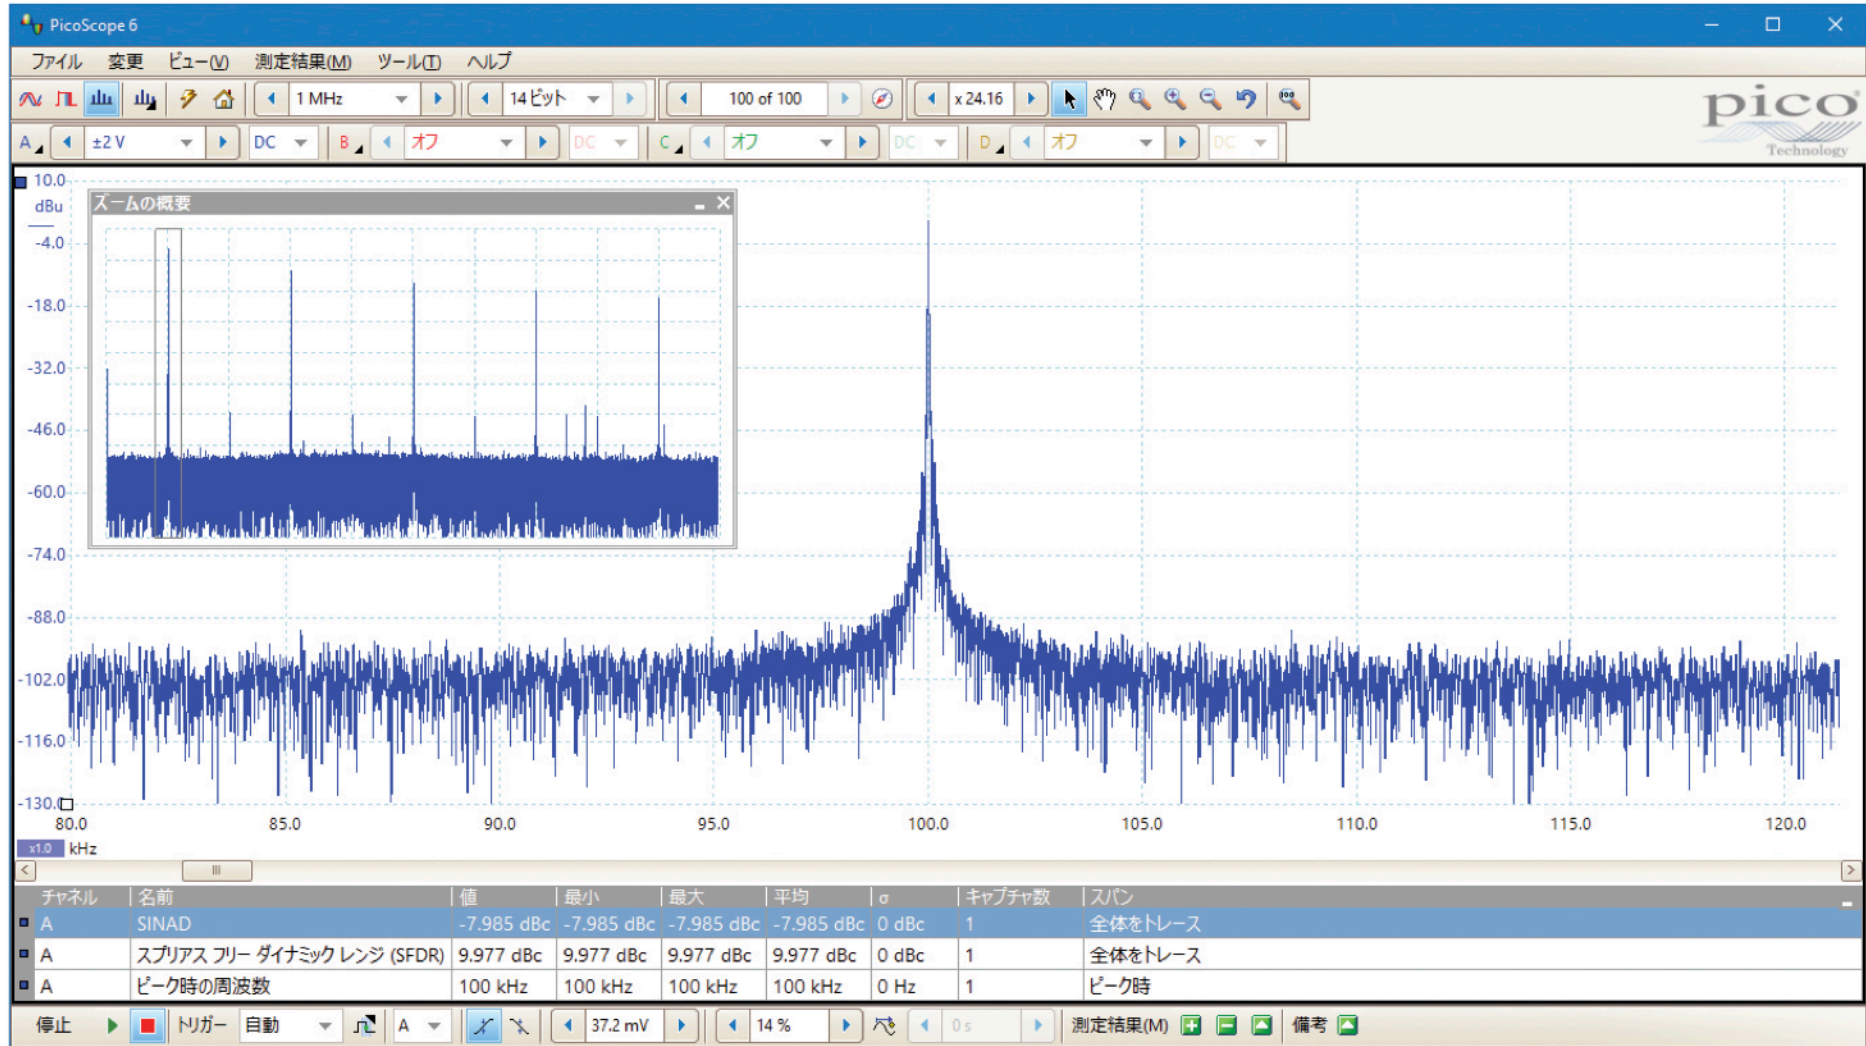 PicoScope 6
ファイル 変更 ビュー(V) 測定結果(M) ツール(T) ヘルプ
1 MHz 14 ビット 100 of 100 x 24.16
A ±2 V DC B オフ DC C オフ DC D オフ DC
pico
Technology
10.0
dBu
-4.0
-18.0
-32.0
-46.0
-60.0
-74.0
-88.0
-102.0
-116.0
-130.0
ズームの概要
80.0 85.0 90.0 95.0 100.0 105.0 110.0 115.0 120.0
x1.0 kHz
チャネル 名前 値 最小 最大 平均 σ キャプチャ数 スパン
A SINAD -7.985 dBc -7.985 dBc -7.985 dBc -7.985 dBc 0 dBc 1 全体をトレース
A スプリアス フリー ダイナミック レンジ (SFDR) 9.977 dBc 9.977 dBc 9.977 dBc 9.977 dBc 0 dBc 1 全体をトレース
A ピーク時の周波数 100 kHz 100 kHz 100 kHz 100 kHz 0 Hz 1 ピーク時
停止 トリガー 自動 A 37.2 mV 14 % 0 s 測定結果(M) 備考